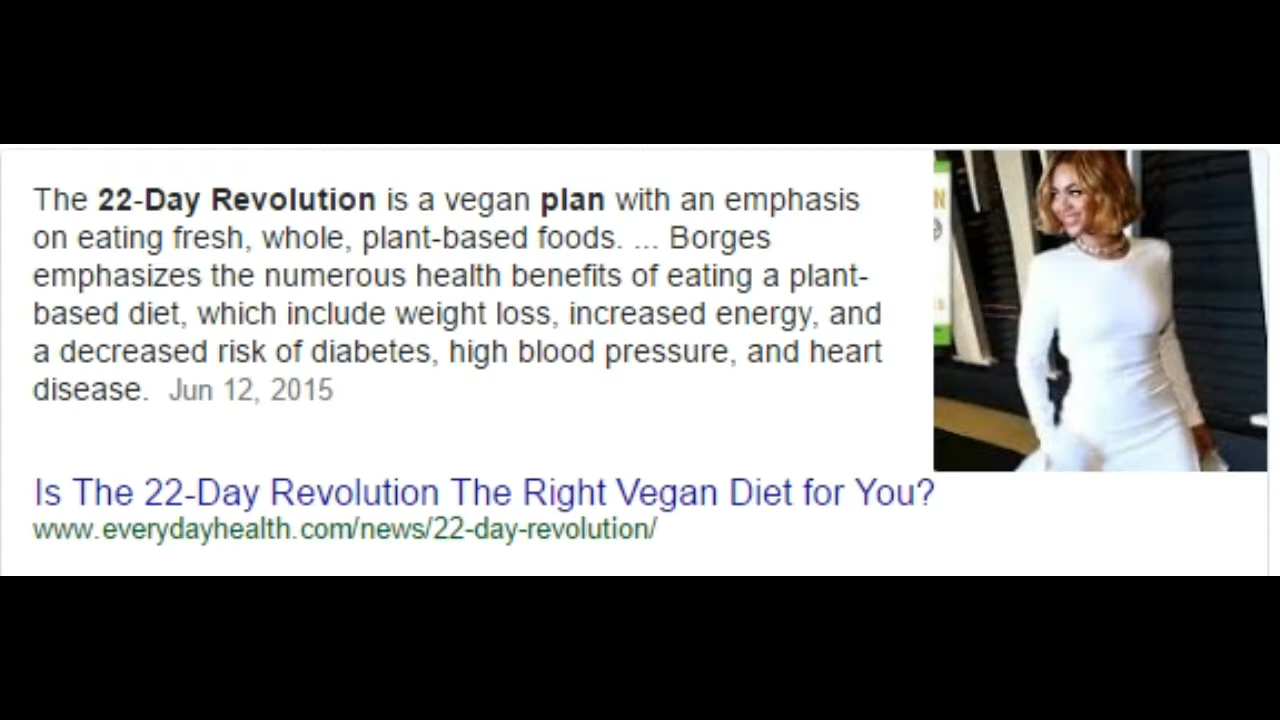 The 22-Day Revolution is a vegan plan with an emphasis
on eating fresh, whole, plant-based foods. ... Borges
emphasizes the numerous health benefits of eating a plant-
based diet, which include weight loss, increased energy, and
a decreased risk of diabetes, high blood pressure, and heart
disease. Jun 12, 2015
Is The 22-Day Revolution The Right Vegan Diet for You?
www.everydayhealth.com/news/22-day-revolution/